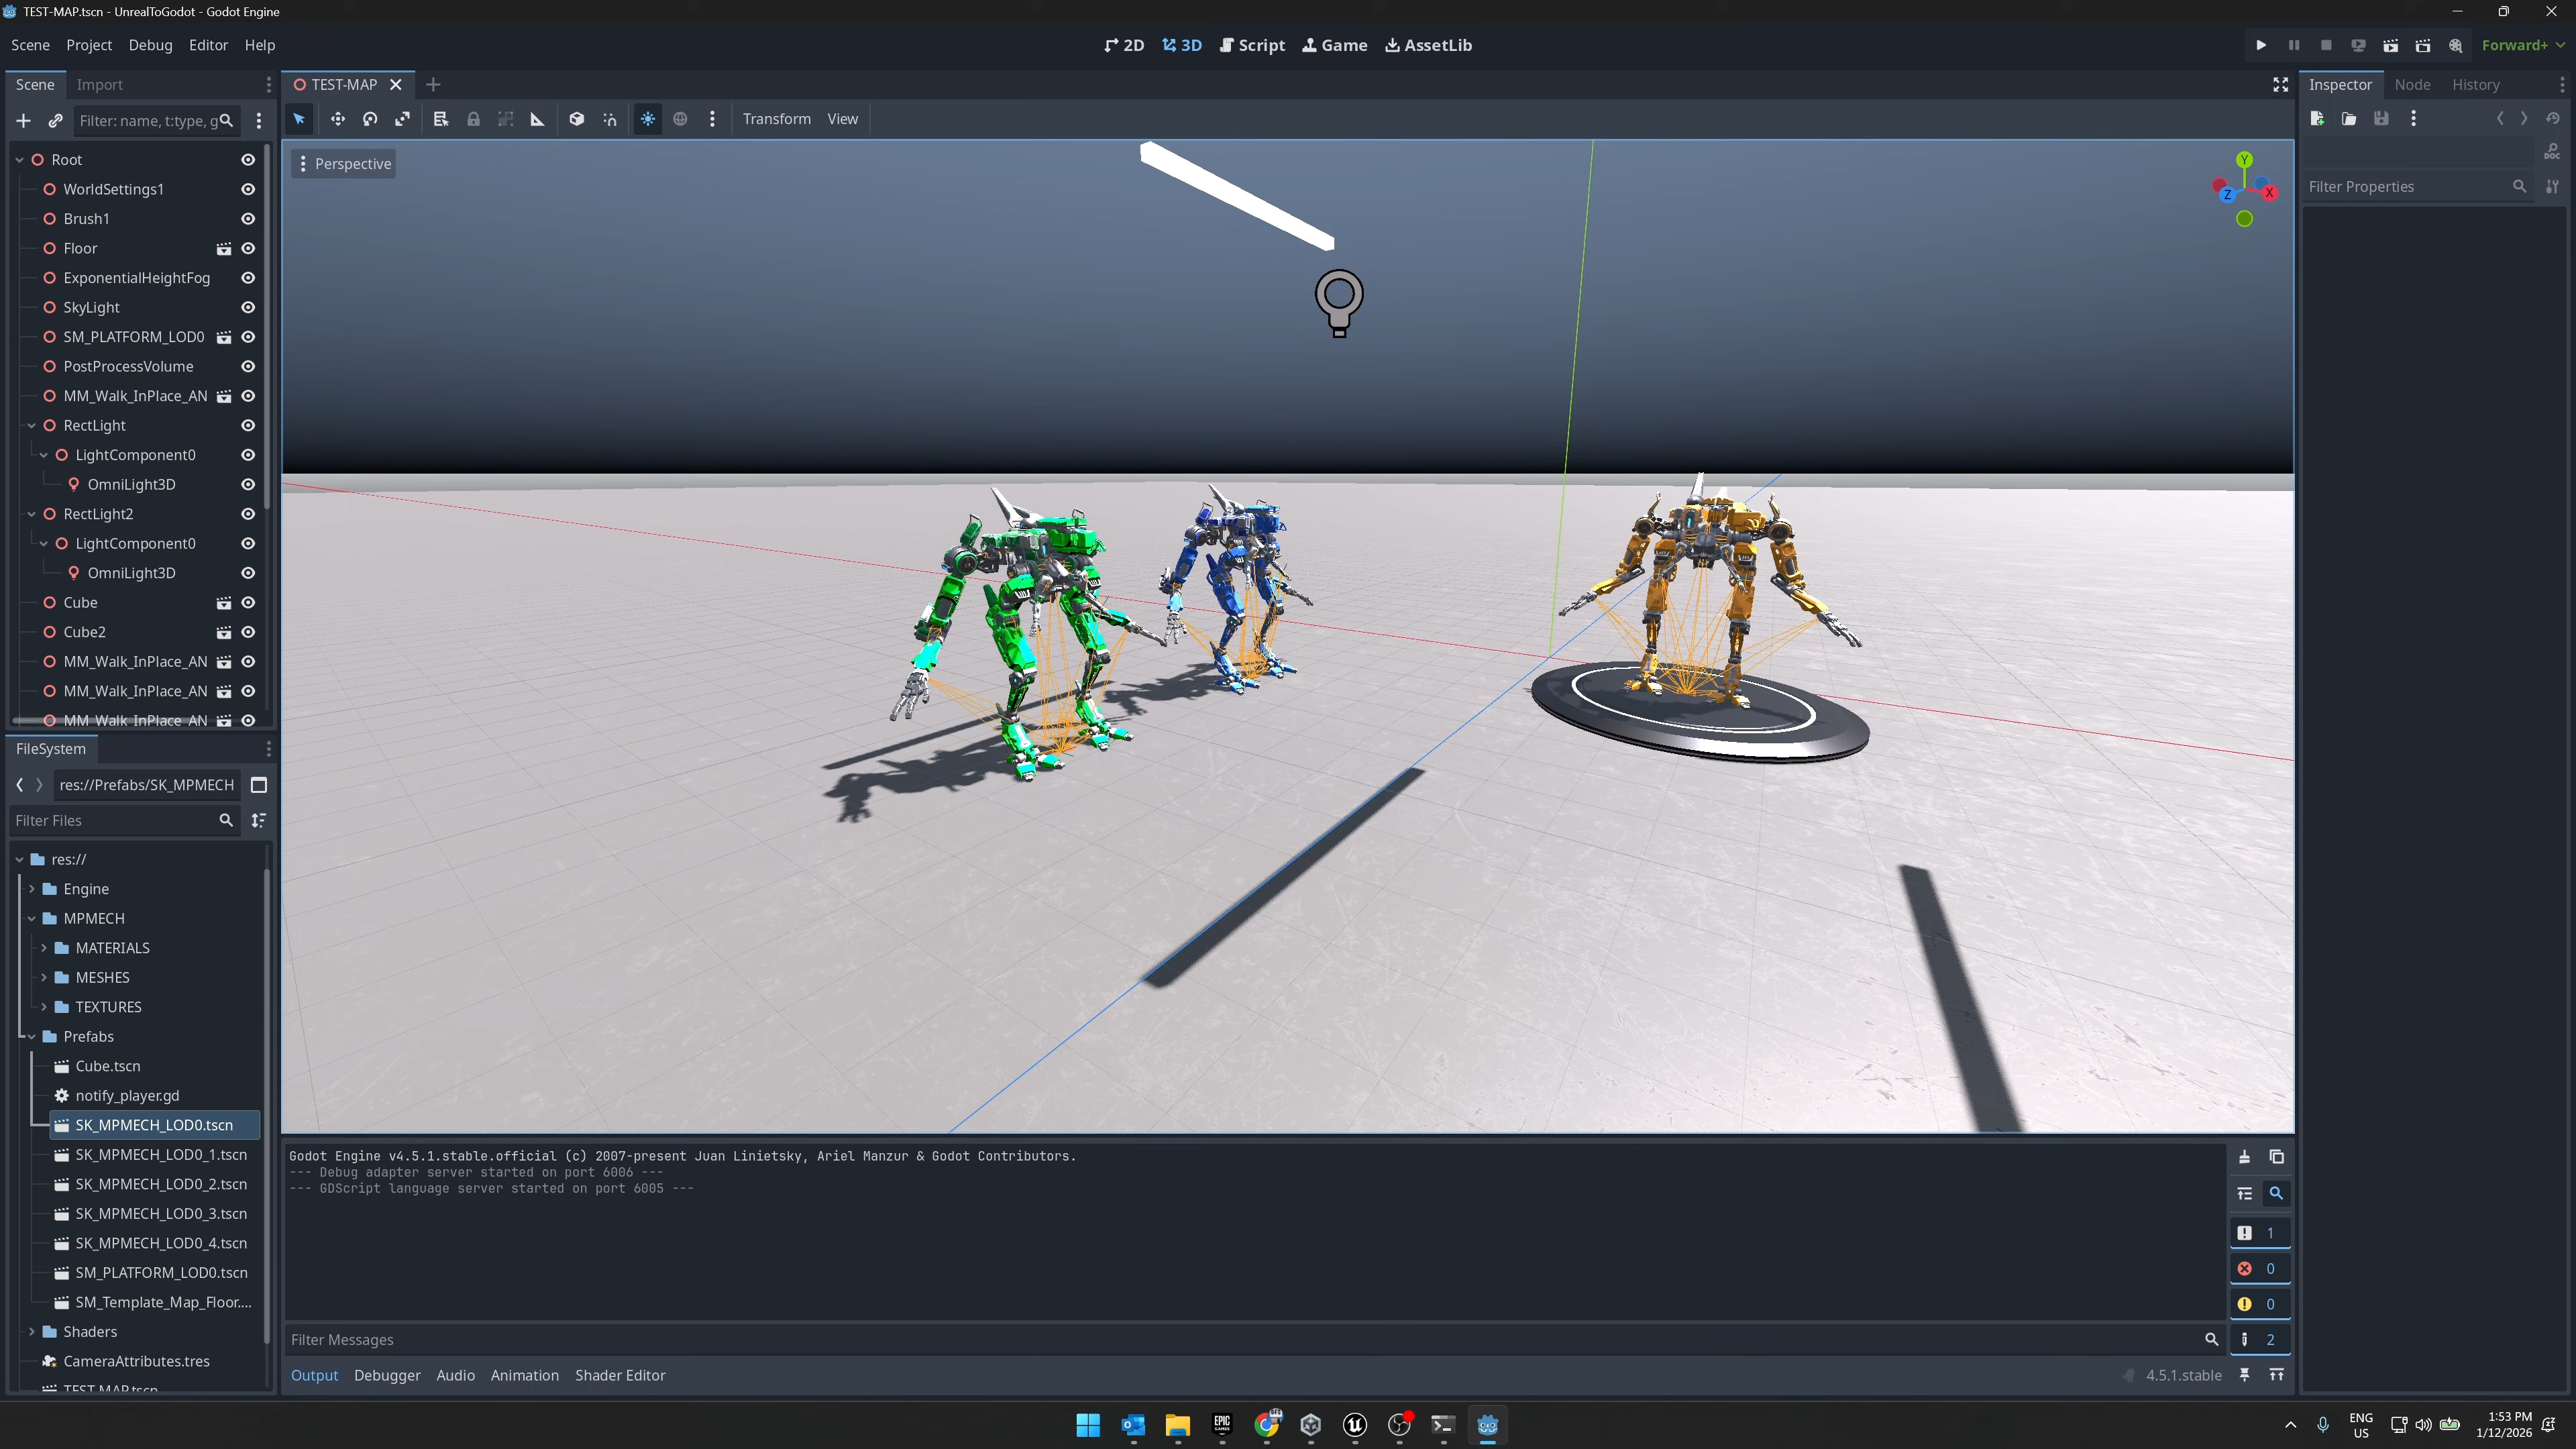 TEST-MAP.tscn - UnrealToGodot - Godot Engine
Scene Project Debug Editor Help
2D 3D Script Game AssetLib
Forward+
Scene Import
TEST-MAP
Inspector Node History
Filter: name, t:type, g
Transform View
Perspective
Y
Z X
DOC
Filter Properties
Root
WorldSettings1
Brush1
Floor
ExponentialHeightFog
SkyLight
SM_PLATFORM_LOD0
PostProcessVolume
MM_Walk_InPlace_AN
RectLight
LightComponent0
OmniLight3D
RectLight2
LightComponent0
OmniLight3D
Cube
Cube2
MM_Walk_InPlace_AN
MM_Walk_InPlace_AN
MM_Walk_InPlace_AN
FileSystem
res://Prefabs/SK_MPMECH
Filter Files
res://
Engine
MPMECH
MATERIALS
MESHES
TEXTURES
Prefabs
Cube.tscn
notify_player.gd
SK_MPMECH_LOD0.tscn
SK_MPMECH_LOD0_1.tscn
SK_MPMECH_LOD0_2.tscn
SK_MPMECH_LOD0_3.tscn
SK_MPMECH_LOD0_4.tscn
SM_PLATFORM_LOD0.tscn
SM_Template_Map_Floor....
Shaders
CameraAttributes.tres
TEST-MAP.tscn
Godot Engine v4.5.1.stable.official (c) 2007-present Juan Linietsky, Ariel Manzur & Godot Contributors.
--- Debug adapter server started on port 6006 ---
--- GDScript language server started on port 6005 ---
1
0
0
2
Filter Messages
Output Debugger Audio Animation Shader Editor
4.5.1.stable
EPIC GAMES
ENG
US
1:53 PM
1/12/2026